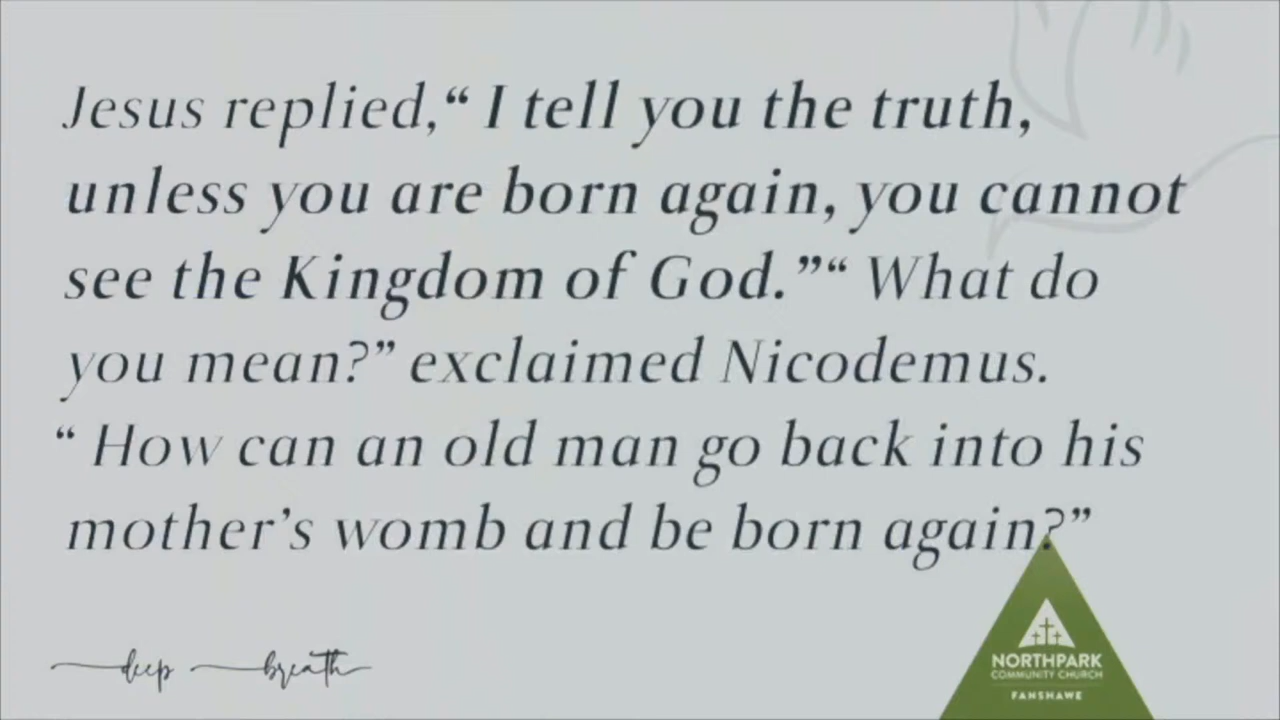 Jesus replied,“ I tell you the truth,
unless you are born again, you cannot
see the Kingdom of God.”“ What do
you mean?” exclaimed Nicodemus.
“ How can an old man go back into his
mother’s womb and be born again?”
deep breath
NORTHPARK
COMMUNITY CHURCH
FANSHAWE